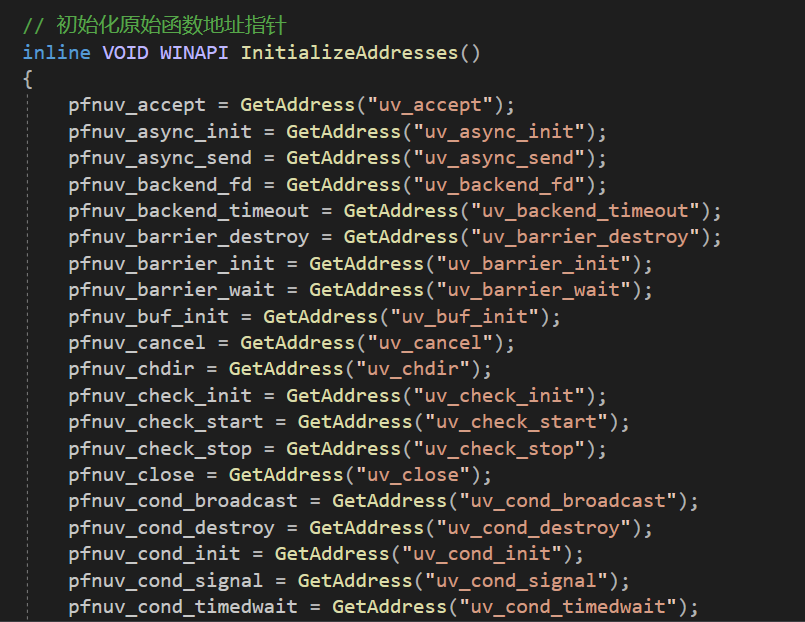 // 初始化原始函数地址指针
inline VOID WINAPI InitializeAddresses()
{
pfnuv_accept = GetAddress("uv_accept");
pfnuv_async_init = GetAddress("uv_async_init");
pfnuv_async_send = GetAddress("uv_async_send");
pfnuv_backend_fd = GetAddress("uv_backend_fd");
pfnuv_backend_timeout = GetAddress("uv_backend_timeout");
pfnuv_barrier_destroy = GetAddress("uv_barrier_destroy");
pfnuv_barrier_init = GetAddress("uv_barrier_init");
pfnuv_barrier_wait = GetAddress("uv_barrier_wait");
pfnuv_buf_init = GetAddress("uv_buf_init");
pfnuv_cancel = GetAddress("uv_cancel");
pfnuv_chdir = GetAddress("uv_chdir");
pfnuv_check_init = GetAddress("uv_check_init");
pfnuv_check_start = GetAddress("uv_check_start");
pfnuv_check_stop = GetAddress("uv_check_stop");
pfnuv_close = GetAddress("uv_close");
pfnuv_cond_broadcast = GetAddress("uv_cond_broadcast");
pfnuv_cond_destroy = GetAddress("uv_cond_destroy");
pfnuv_cond_init = GetAddress("uv_cond_init");
pfnuv_cond_signal = GetAddress("uv_cond_signal");
pfnuv_cond_timedwait = GetAddress("uv_cond_timedwait");